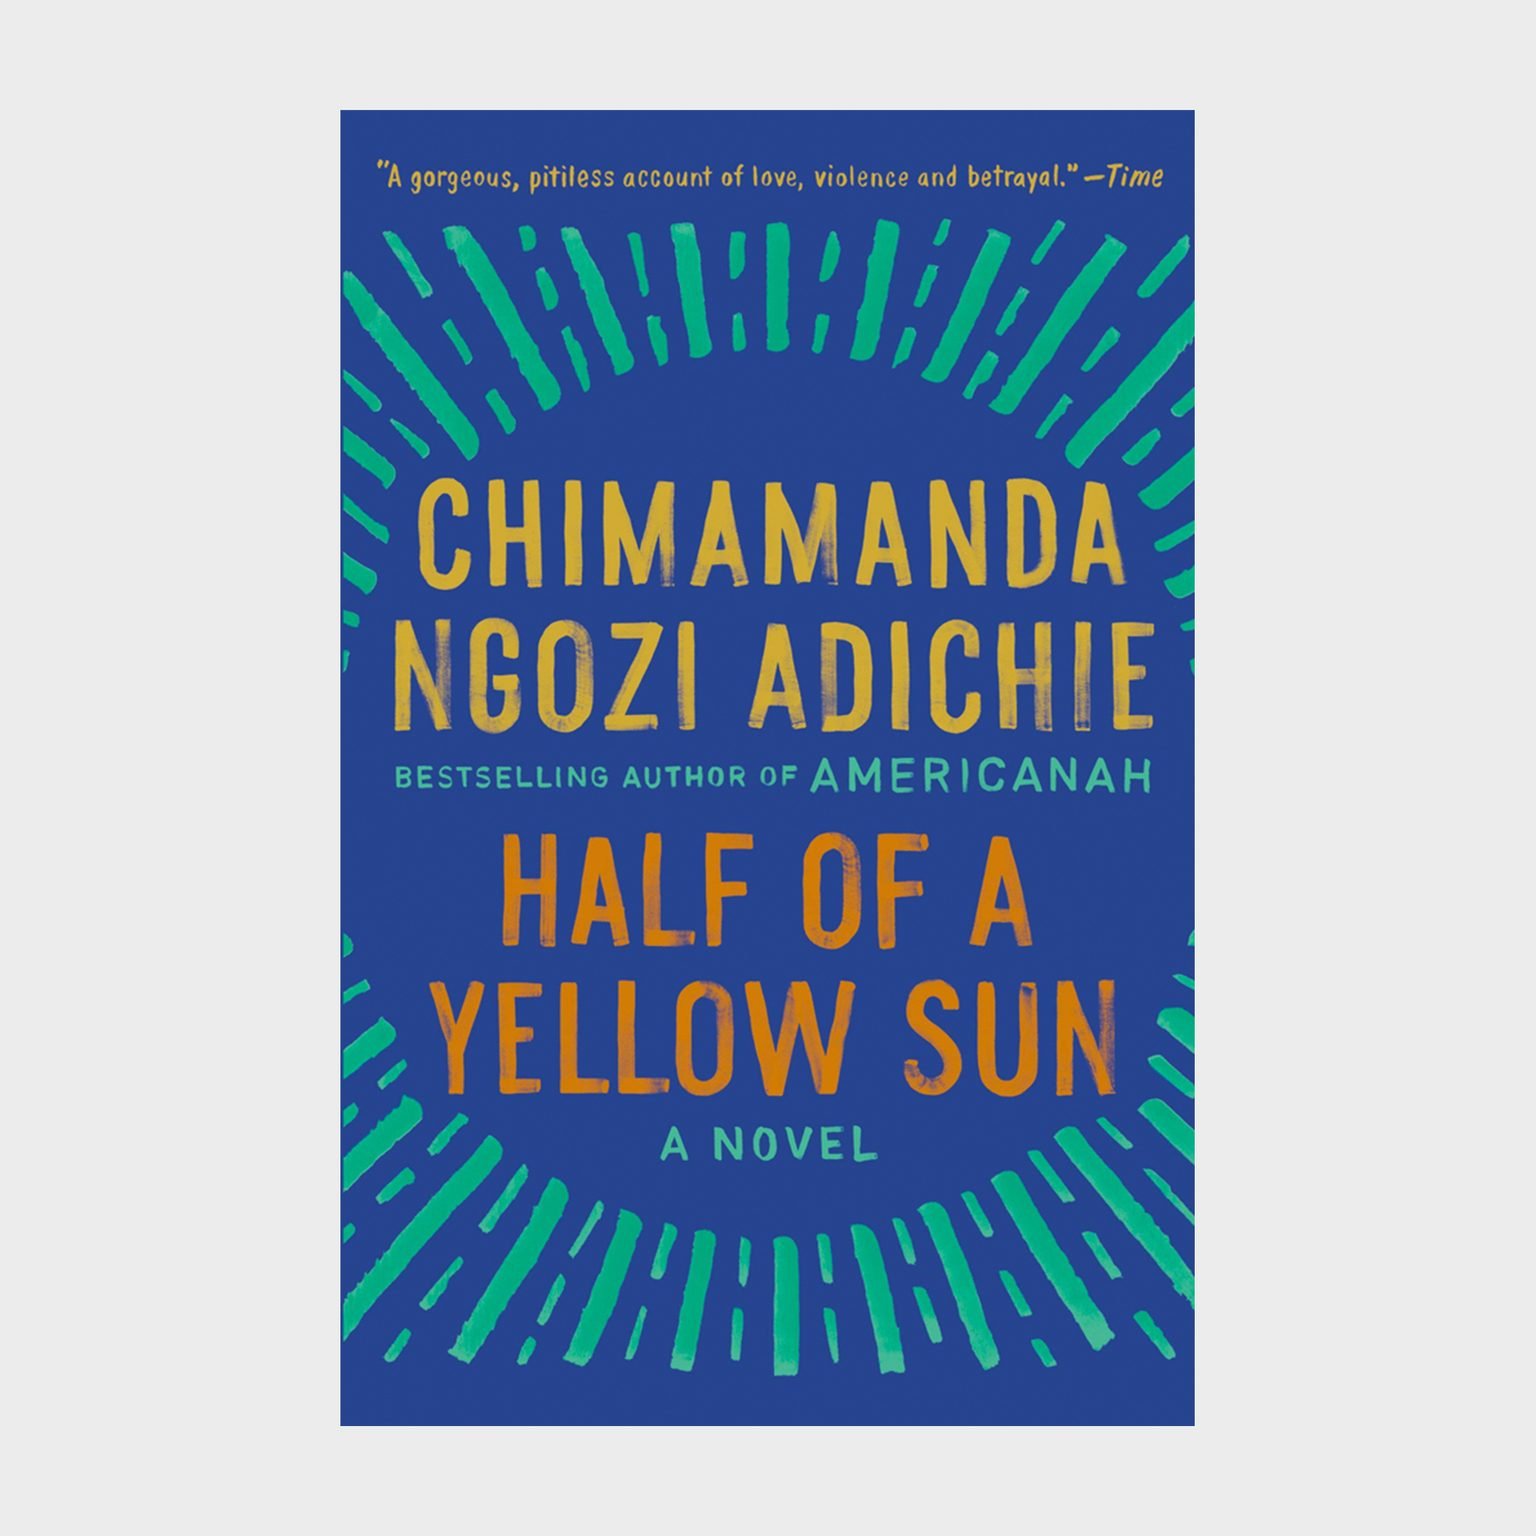 "A gorgeous, pitiless account of love, violence and betrayal."—Time
CHIMAMANDA
NGOZI ADICHIE
BESTSELLING AUTHOR OF AMERICANAH
HALF OF A
YELLOW SUN
A NOVEL